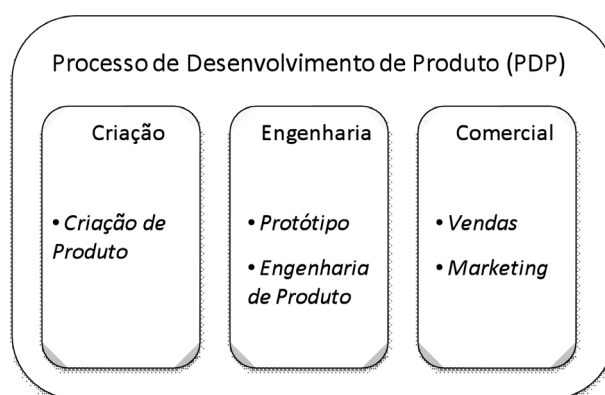 Processo de Desenvolvimento de Produto (PDP)
Criação
• Criação de
Produto
Engenharia
• Protótipo
• Engenharia
de Produto
Comercial
• Vendas
• Marketing